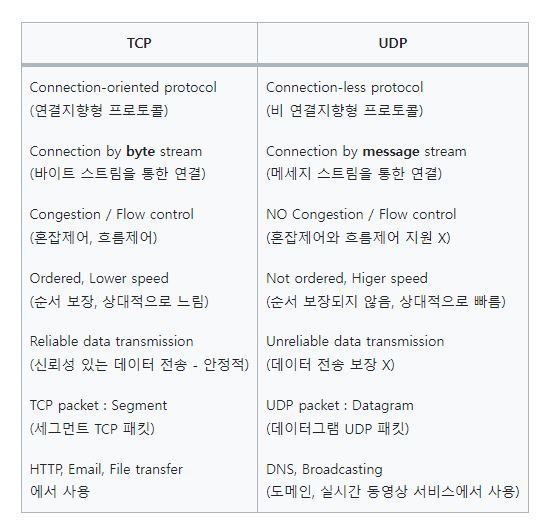 TCP
UDP
Connection-oriented protocol
(연결지향형 프로토콜)
Connection-less protocol
(비 연결지향형 프로토콜)
Connection by byte stream
(바이트 스트림을 통한 연결)
Connection by message stream
(메세지 스트림을 통한 연결)
Congestion / Flow control
(혼잡제어, 흐름제어)
NO Congestion / Flow control
(혼잡제어와 흐름제어 지원 X)
Ordered, Lower speed
(순서 보장, 상대적으로 느림)
Not ordered, Higer speed
(순서 보장되지 않음, 상대적으로 빠름)
Reliable data transmission
(신뢰성 있는 데이터 전송 - 안정적)
Unreliable data transmission
(데이터 전송 보장 X)
TCP packet : Segment
(세그먼트 TCP 패킷)
UDP packet : Datagram
(데이터그램 UDP 패킷)
HTTP, Email, File transfer
에서 사용
DNS, Broadcasting
(도메인, 실시간 동영상 서비스에서 사용)